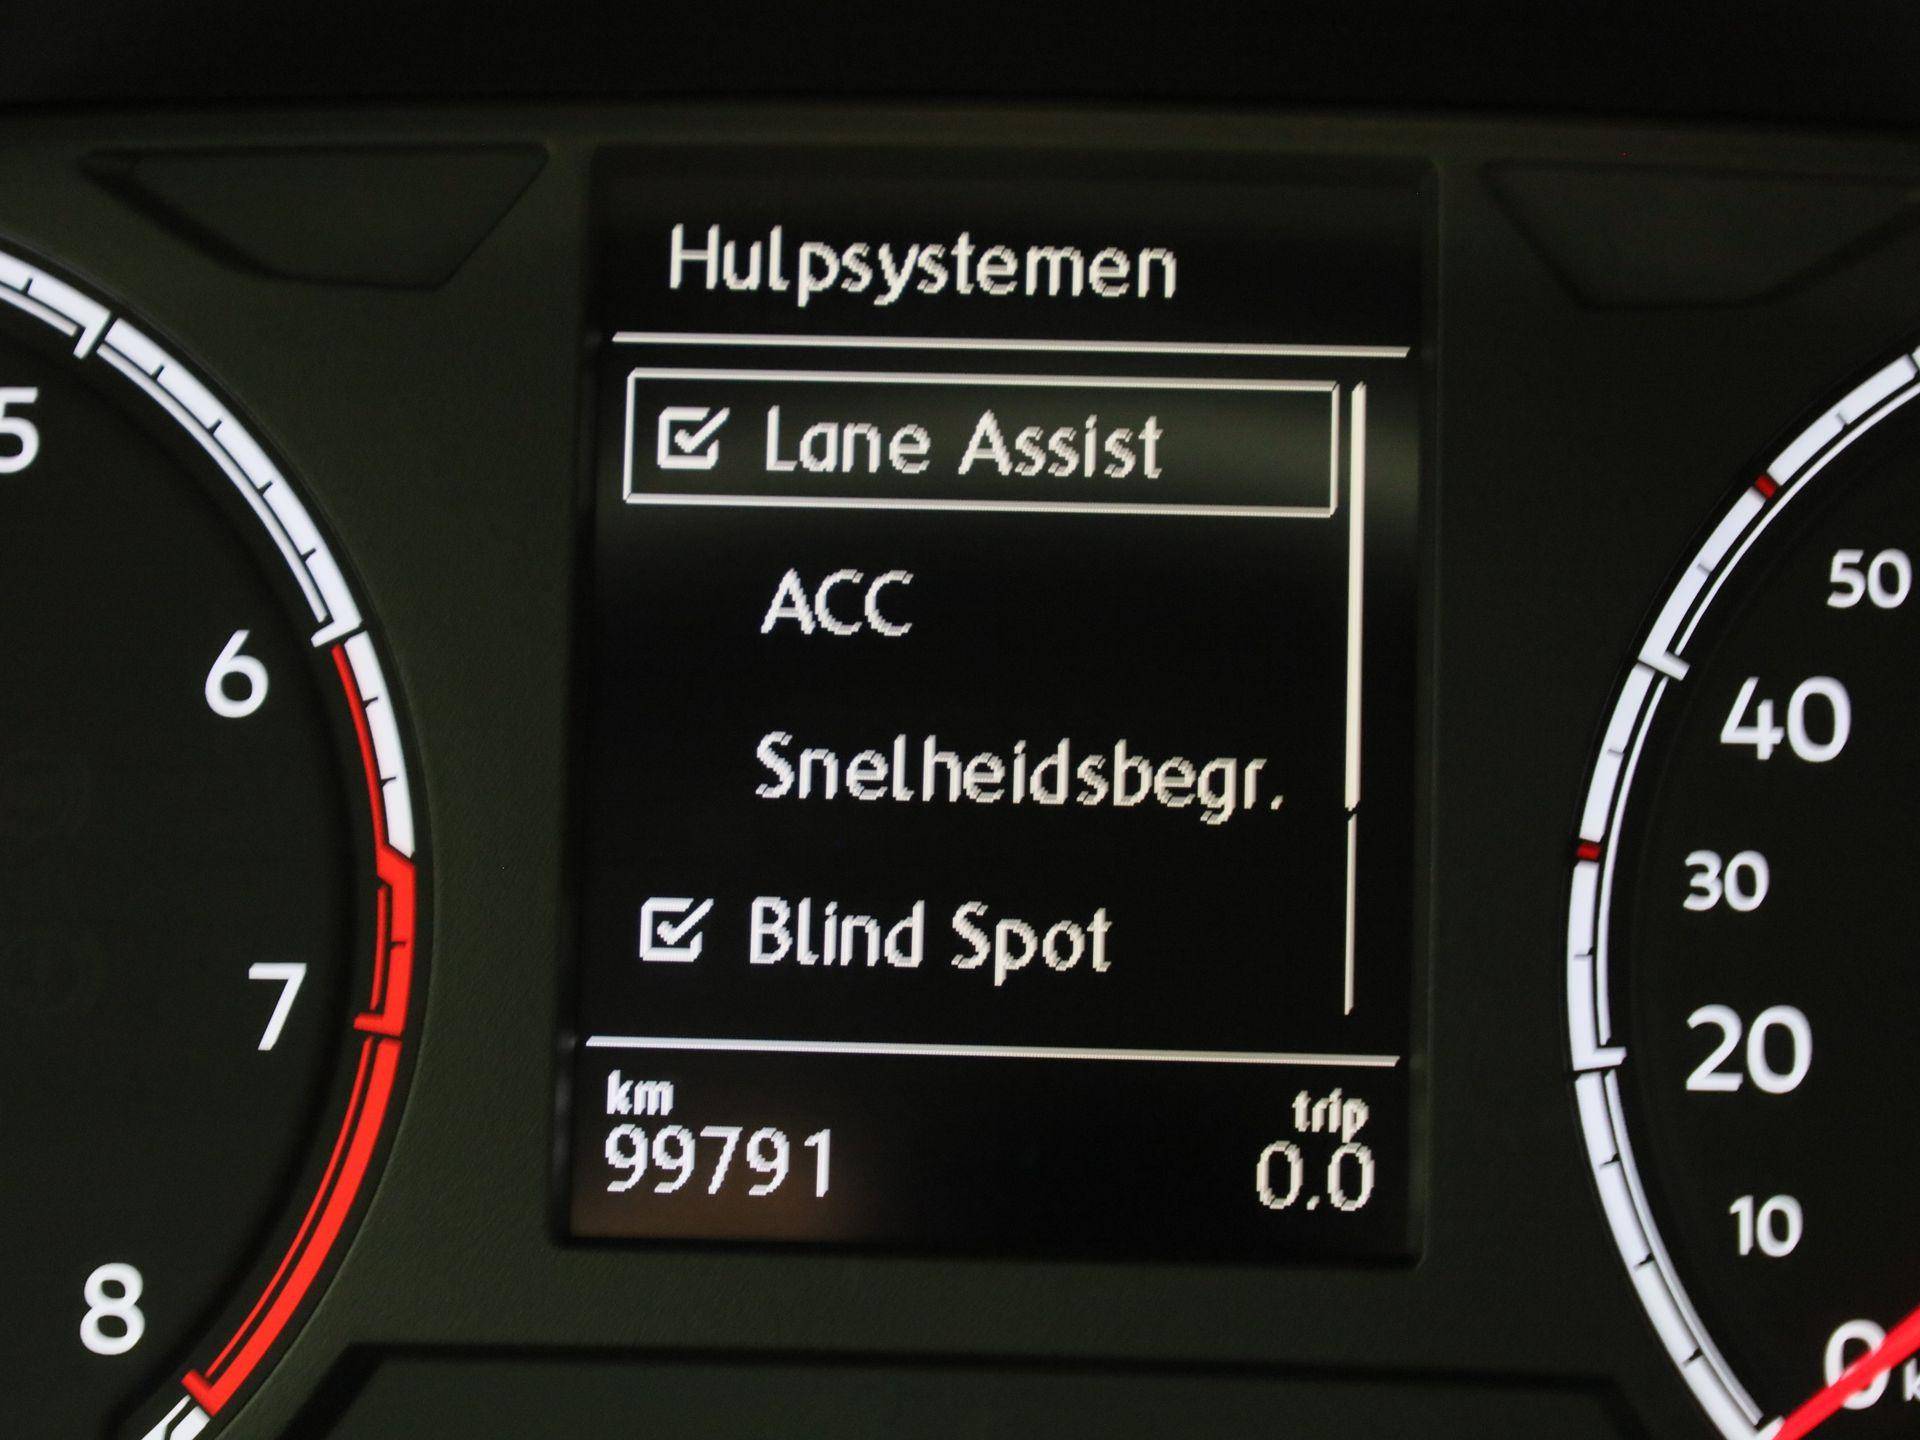 Hulpsystemen
Lane Assist
ACC
Snelheidsbegr.
Blind Spot
km
99791
trip
0.0
5
6
7
8
50
40
30
20
10
0